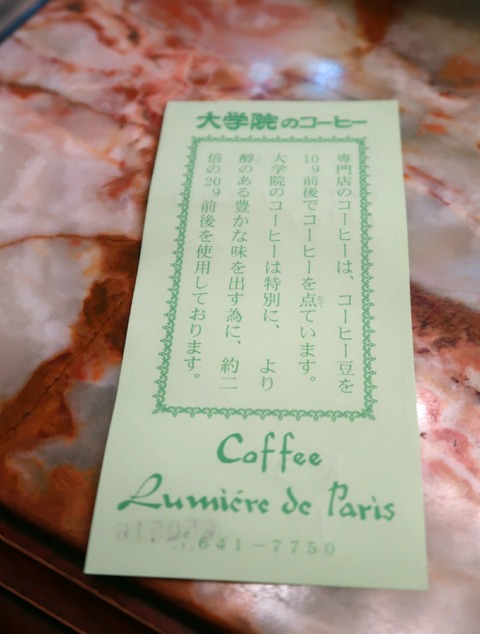 大学院のコーヒー
専門店のコーヒーは、コーヒー豆を
10g前後でコーヒーを点ています。
大学院のコーヒーは特別に、より
醇のある豊かな味を出す為に、約二
倍の20g前後を使用しております。
Coffee
Lumiére de Paris
641-7750